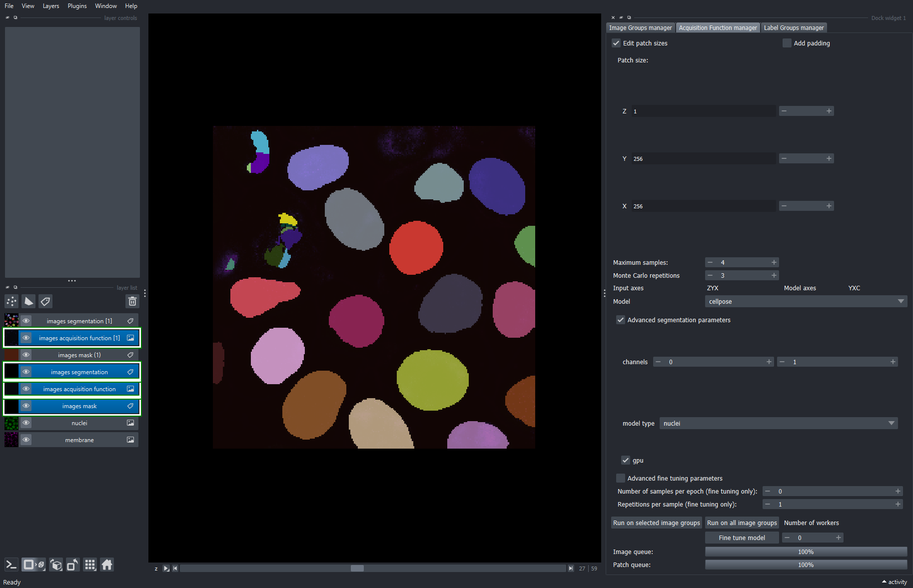 File View Layers Plugins Window Help
layer controls
layer list
images segmentation [1]
images acquisition function [1]
images mask (1)
images segmentation
images acquisition function
images mask
nuclei
membrane
Ready
z
27 59
Dock widget 1
Image Groups manager Acquisition Function manager Label Groups manager
Edit patch sizes Add padding
Patch size:
Z 1
Y 256
X 256
Maximum samples: 4
Monte Carlo repetitions 3
Input axes ZYX Model axes YXC
Model cellpose
Advanced segmentation parameters
channels 0 1
model type nuclei
gpu
Advanced fine tuning parameters
Number of samples per epoch (fine tuning only): 0
Repetitions per sample (fine tuning only): 1
Run on selected image groups Run on all image groups Number of workers
Fine tune model 0
Image queue: 100%
Patch queue: 100%
activity